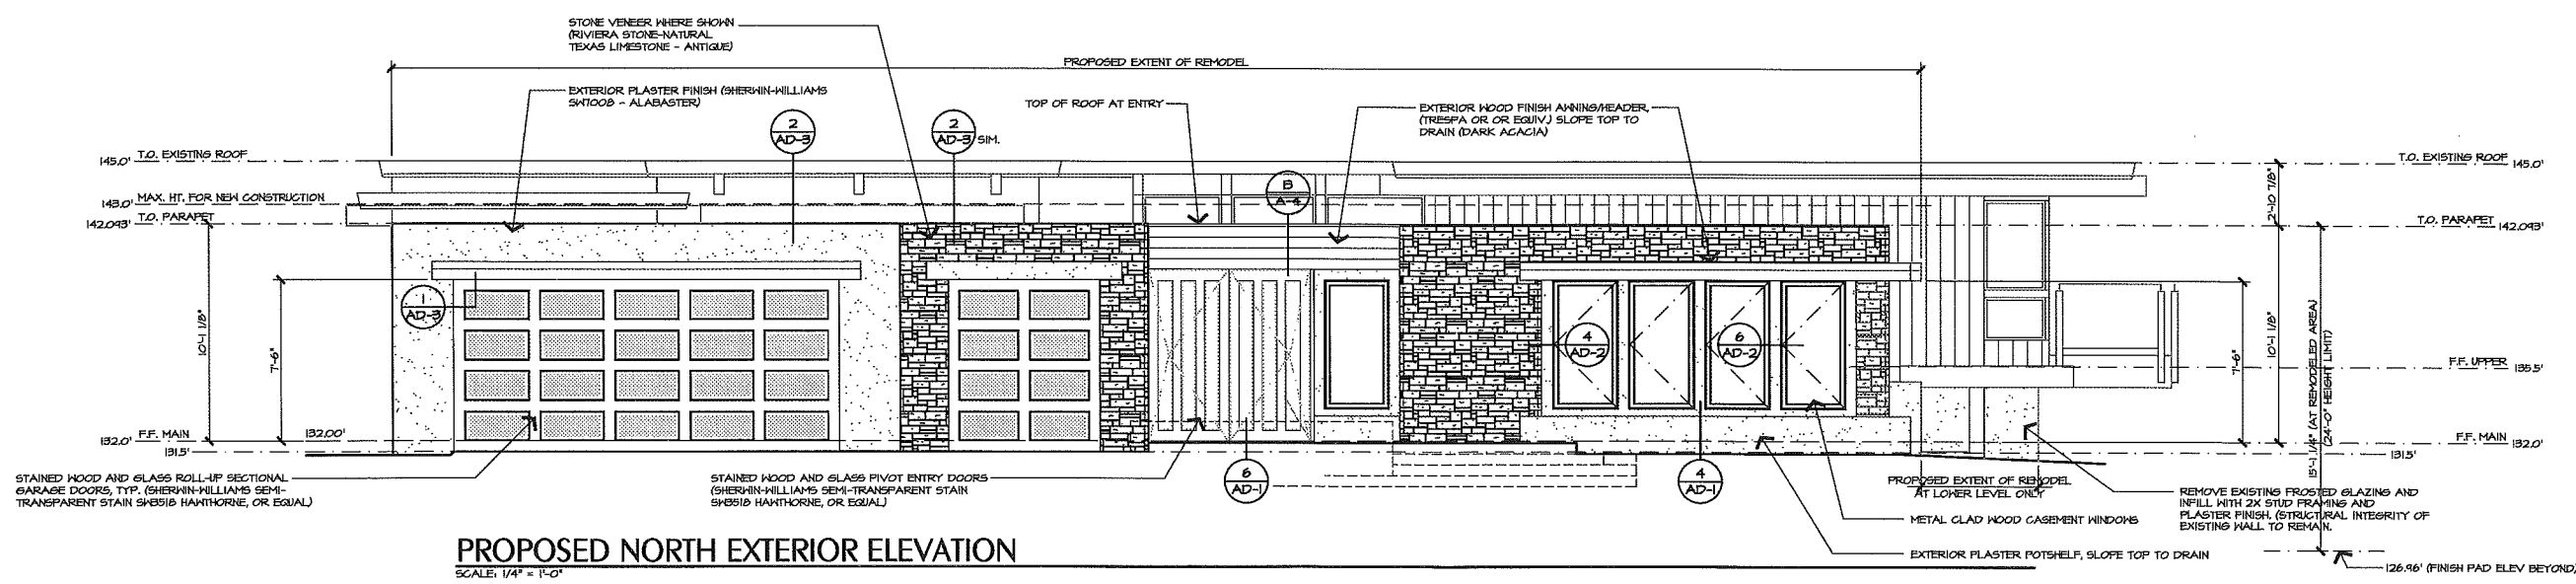 STONE VENEER WHERE SHOWN
(RIVIERA STONE-NATURAL
TEXAS LIMESTONE - ANTIQUE)
PROPOSED EXTENT OF REMODEL
EXTERIOR PLASTER FINISH (SHERWIN-WILLIAMS
SW7008 - ALABASTER)
TOP OF ROOF AT ENTRY
EXTERIOR WOOD FINISH AWNING/HEADER,
(TRESPA OR OR EQUIV.) SLOPE TOP TO
DRAIN (DARK ACACIA)
2
AD-3
2
AD-3 SIM.
145.0' T.O. EXISTING ROOF
T.O. EXISTING ROOF 145.0'
B
A-4
143.0' MAX. HT. FOR NEW CONSTRUCTION
142.093' T.O. PARAPET
T.O. PARAPET 142.093'
2'-10 7/8"
1
AD-3
10'-1 1/8"
7'-6"
4
AD-2
6
AD-2
7'-6"
10'-1 1/8"
15'-1 1/4" (AT REMODELED AREA)
(24'-0" HEIGHT LIMIT)
F.F. UPPER 135.5'
132.0' F.F. MAIN
132.00'
131.5'
F.F. MAIN 132.0'
131.5'
STAINED WOOD AND GLASS ROLL-UP SECTIONAL
GARAGE DOORS, TYP. (SHERWIN-WILLIAMS SEMI-
TRANSPARENT STAIN SW3518 HAWTHORNE, OR EQUAL)
STAINED WOOD AND GLASS PIVOT ENTRY DOORS
(SHERWIN-WILLIAMS SEMI-TRANSPARENT STAIN
SW3518 HAWTHORNE, OR EQUAL)
6
AD-1
4
AD-1
PROPOSED EXTENT OF REMODEL
AT LOWER LEVEL ONLY
REMOVE EXISTING FROSTED GLAZING AND
INFILL WITH 2X STUD FRAMING AND
PLASTER FINISH. (STRUCTURAL INTEGRITY OF
EXISTING WALL TO REMAIN.
METAL CLAD WOOD CASEMENT WINDOWS
EXTERIOR PLASTER POTSHELF, SLOPE TOP TO DRAIN
126.96' (FINISH PAD ELEV BEYOND)
PROPOSED NORTH EXTERIOR ELEVATION
SCALE: 1/4" = 1'-0"